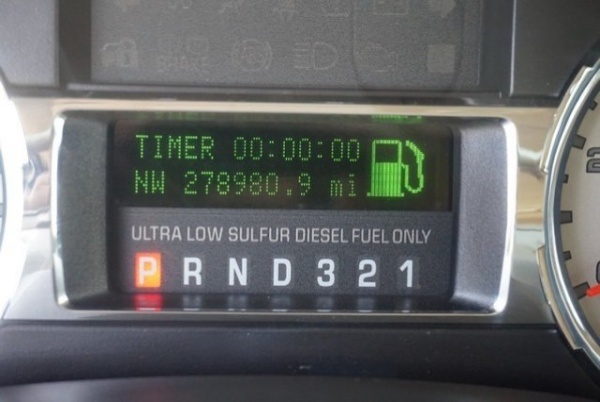 TIMER 00:00:00
NW 278980.9 mi
ULTRA LOW SULFUR DIESEL FUEL ONLY
P R N D 3 2 1